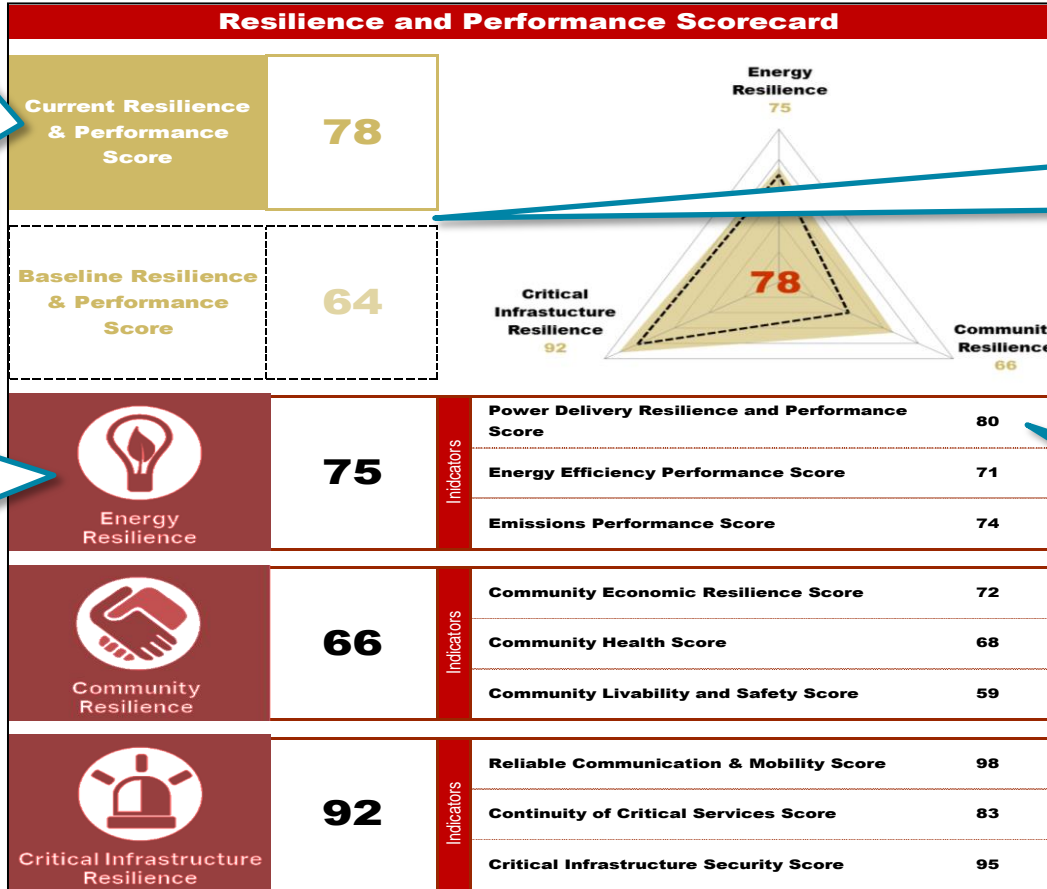 Resilience and Performance Scorecard
Current Resilience
& Performance
Score
78
Baseline Resilience
& Performance
Score
64
Energy
Resilience
75
78
Critical
Infrastucture
Resilience
92
Communit
Resilience
66
Energy
Resilience
75
Inidcators
Power Delivery Resilience and Performance
Score
80
Energy Efficiency Performance Score
71
Emissions Performance Score
74
Community
Resilience
66
Indicators
Community Economic Resilience Score
72
Community Health Score
68
Community Livability and Safety Score
59
Critical Infrastructure
Resilience
92
Indicators
Reliable Communication & Mobility Score
98
Continuity of Critical Services Score
83
Critical Infrastructure Security Score
95